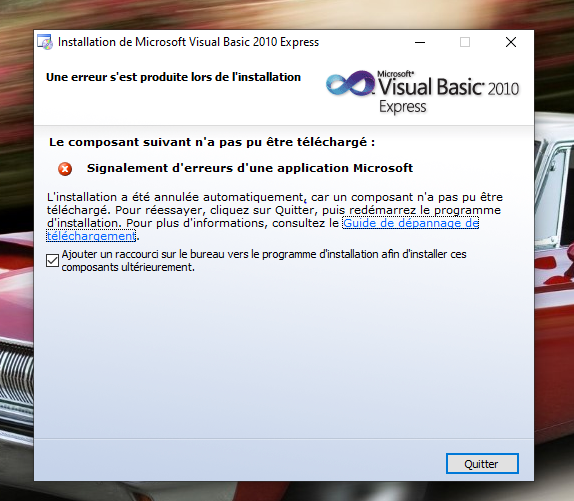 Installation de Microsoft Visual Basic 2010 Express
Une erreur s'est produite lors de l'installation
Microsoft®
Visual Basic® 2010
Express
Le composant suivant n'a pas pu être téléchargé :
Signalement d'erreurs d'une application Microsoft
L'installation a été annulée automatiquement, car un composant n'a pas pu être
téléchargé. Pour réessayer, cliquez sur Quitter, puis redémarrez le programme
d'installation. Pour plus d'informations, consultez le Guide de dépannage de
téléchargement.
Ajouter un raccourci sur le bureau vers le programme d'installation afin d'installer ces
composants ultérieurement.
Quitter